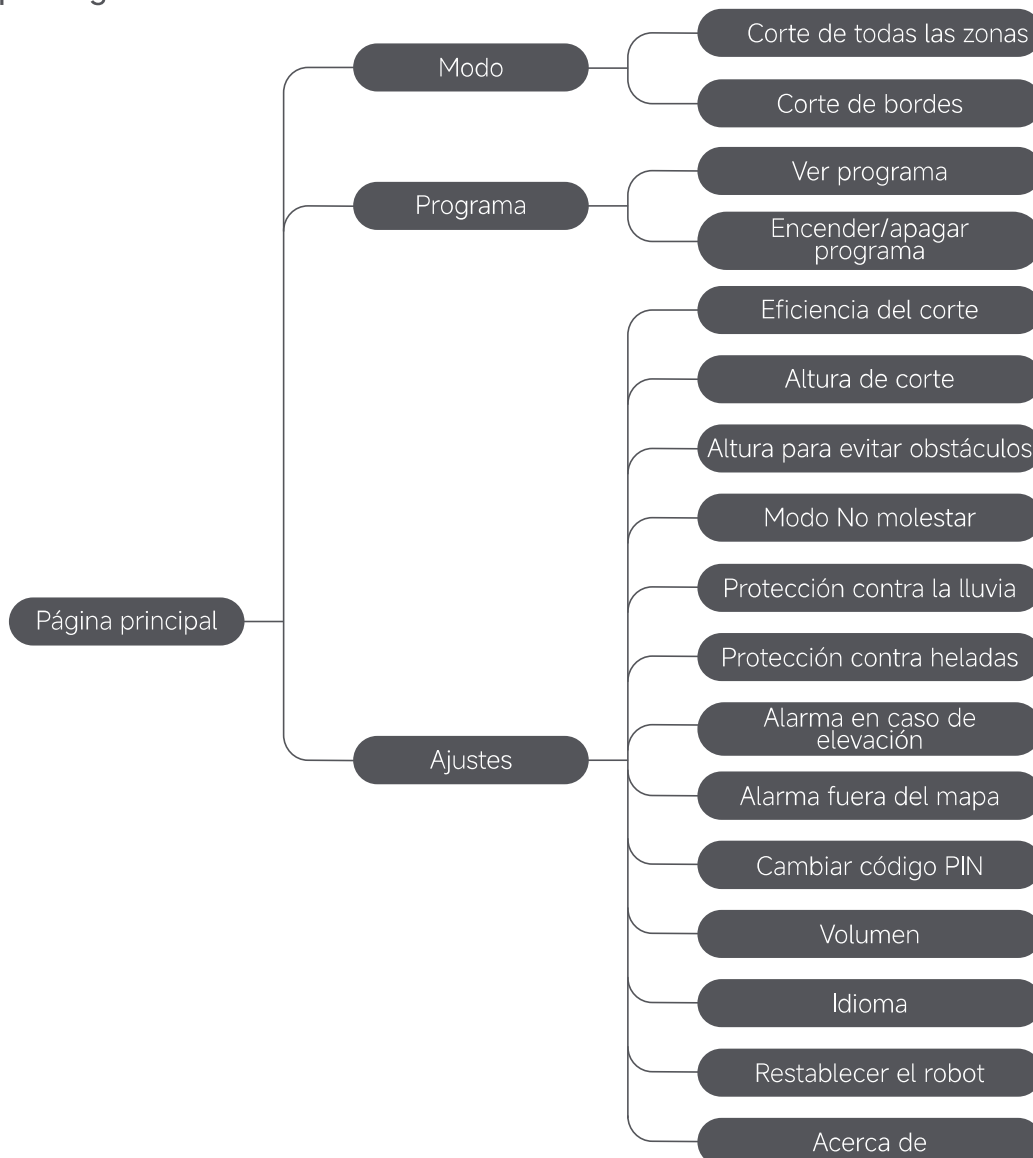 Modo
Corte de todas las zonas
Corte de bordes
Programa
Ver programa
Encender/apagar
programa
Página principal
Ajustes
Eficiencia del corte
Altura de corte
Altura para evitar obstáculos
Modo No molestar
Protección contra la lluvia
Protección contra heladas
Alarma en caso de
elevación
Alarma fuera del mapa
Cambiar código PIN
Volumen
Idioma
Restablecer el robot
Acerca de